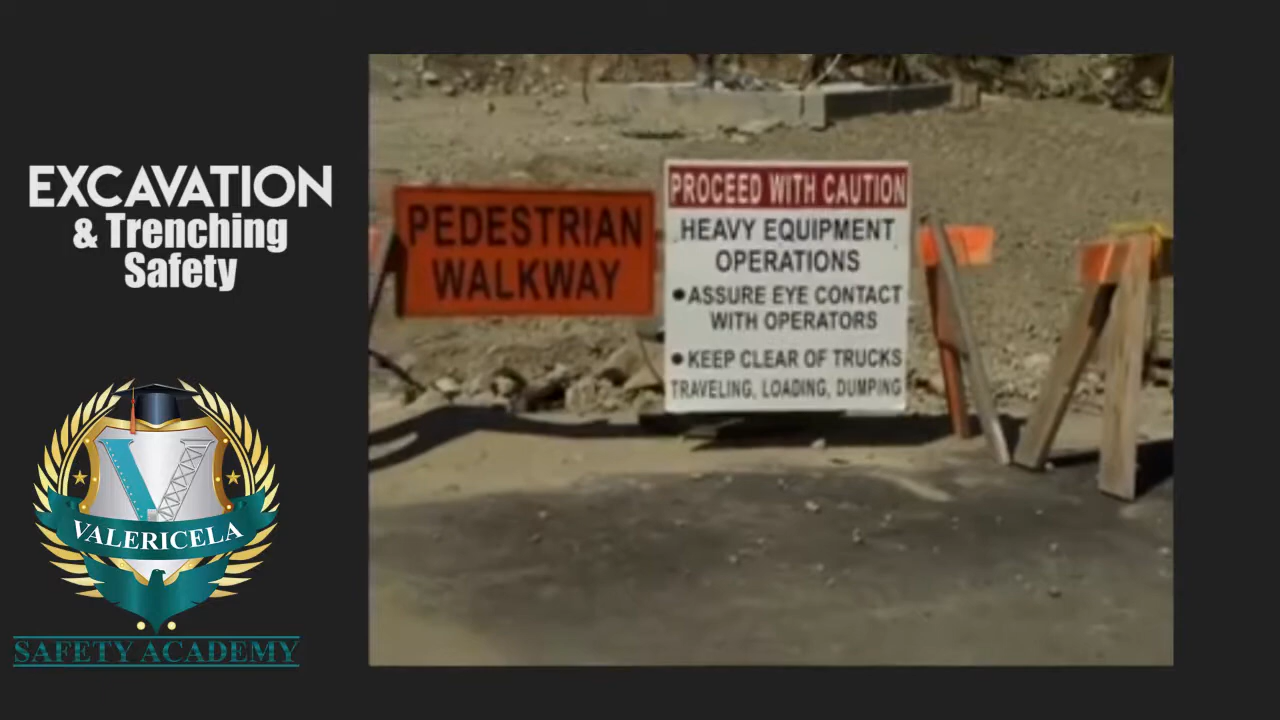 EXCAVATION
& Trenching
Safety
VALERICELA
SAFETY ACADEMY
PEDESTRIAN
WALKWAY
PROCEED WITH CAUTION
HEAVY EQUIPMENT
OPERATIONS
•ASSURE EYE CONTACT
WITH OPERATORS
•KEEP CLEAR OF TRUCKS
TRAVELING, LOADING, DUMPING